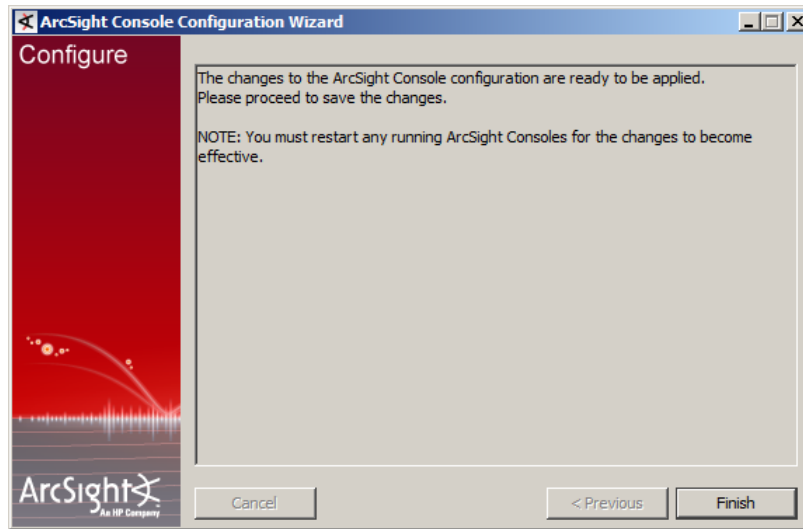 ArcSight Console Configuration Wizard
Configure
The changes to the ArcSight Console configuration are ready to be applied.
Please proceed to save the changes.
NOTE: You must restart any running ArcSight Consoles for the changes to become
effective.
ArcSight
An HP Company
Cancel
< Previous
Finish